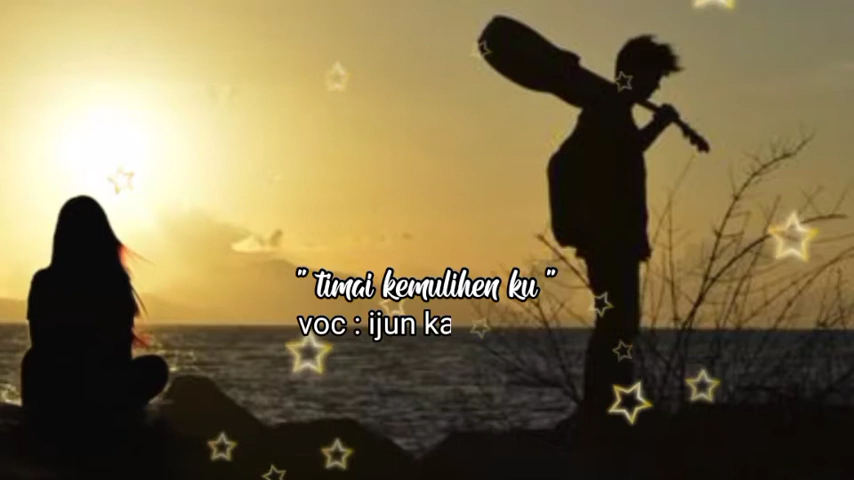 " timai kemulihen ku "
voc : ijun ka